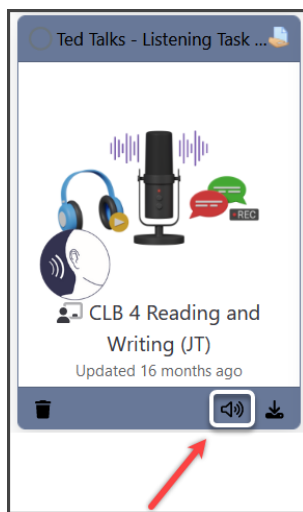 Ted Talks - Listening Task ...
REC
CLB 4 Reading and
Writing (JT)
Updated 16 months ago